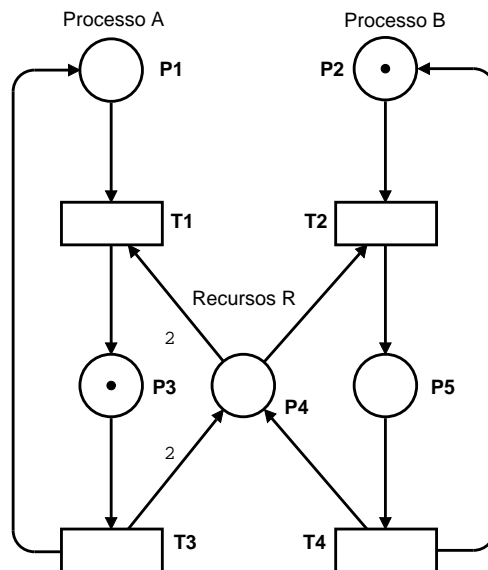 Processo A
Processo B
P1
P2
T1
T2
Recursos R
2
P3
P4
P5
2
T3
T4